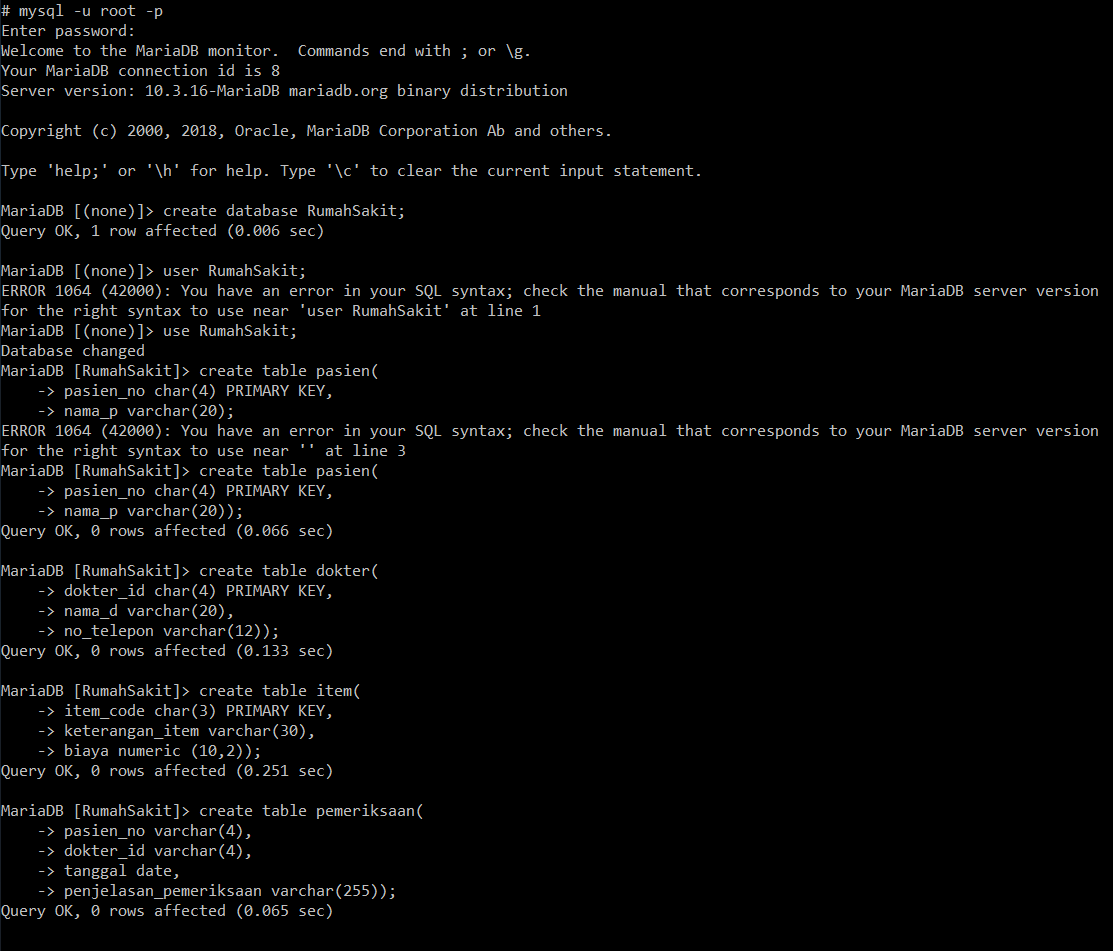 # mysql -u root -p
Enter password:
Welcome to the MariaDB monitor.  Commands end with ; or \g.
Your MariaDB connection id is 8
Server version: 10.3.16-MariaDB mariadb.org binary distribution

Copyright (c) 2000, 2018, Oracle, MariaDB Corporation Ab and others.

Type 'help;' or '\h' for help. Type '\c' to clear the current input statement.

MariaDB [(none)]> create database RumahSakit;
Query OK, 1 row affected (0.006 sec)

MariaDB [(none)]> user RumahSakit;
ERROR 1064 (42000): You have an error in your SQL syntax; check the manual that corresponds to your MariaDB server version
for the right syntax to use near 'user RumahSakit' at line 1
MariaDB [(none)]> use RumahSakit;
Database changed
MariaDB [RumahSakit]> create table pasien(
    -> pasien_no char(4) PRIMARY KEY,
    -> nama_p varchar(20);
ERROR 1064 (42000): You have an error in your SQL syntax; check the manual that corresponds to your MariaDB server version
for the right syntax to use near '' at line 3
MariaDB [RumahSakit]> create table pasien(
    -> pasien_no char(4) PRIMARY KEY,
    -> nama_p varchar(20));
Query OK, 0 rows affected (0.066 sec)

MariaDB [RumahSakit]> create table dokter(
    -> dokter_id char(4) PRIMARY KEY,
    -> nama_d varchar(20),
    -> no_telepon varchar(12));
Query OK, 0 rows affected (0.133 sec)

MariaDB [RumahSakit]> create table item(
    -> item_code char(3) PRIMARY KEY,
    -> keterangan_item varchar(30),
    -> biaya numeric (10,2));
Query OK, 0 rows affected (0.251 sec)

MariaDB [RumahSakit]> create table pemeriksaan(
    -> pasien_no varchar(4),
    -> dokter_id varchar(4),
    -> tanggal date,
    -> penjelasan_pemeriksaan varchar(255));
Query OK, 0 rows affected (0.065 sec)